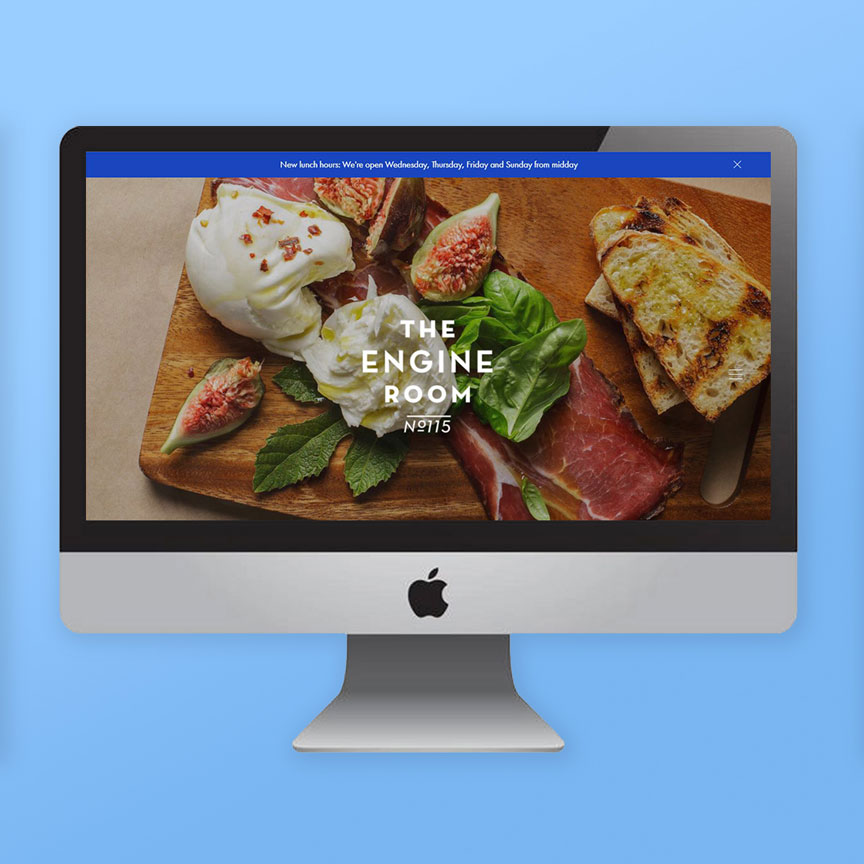 New lunch hours: We're open Wednesday, Thursday, Friday and Sunday from midday
THE
ENGINE
ROOM
Nº115